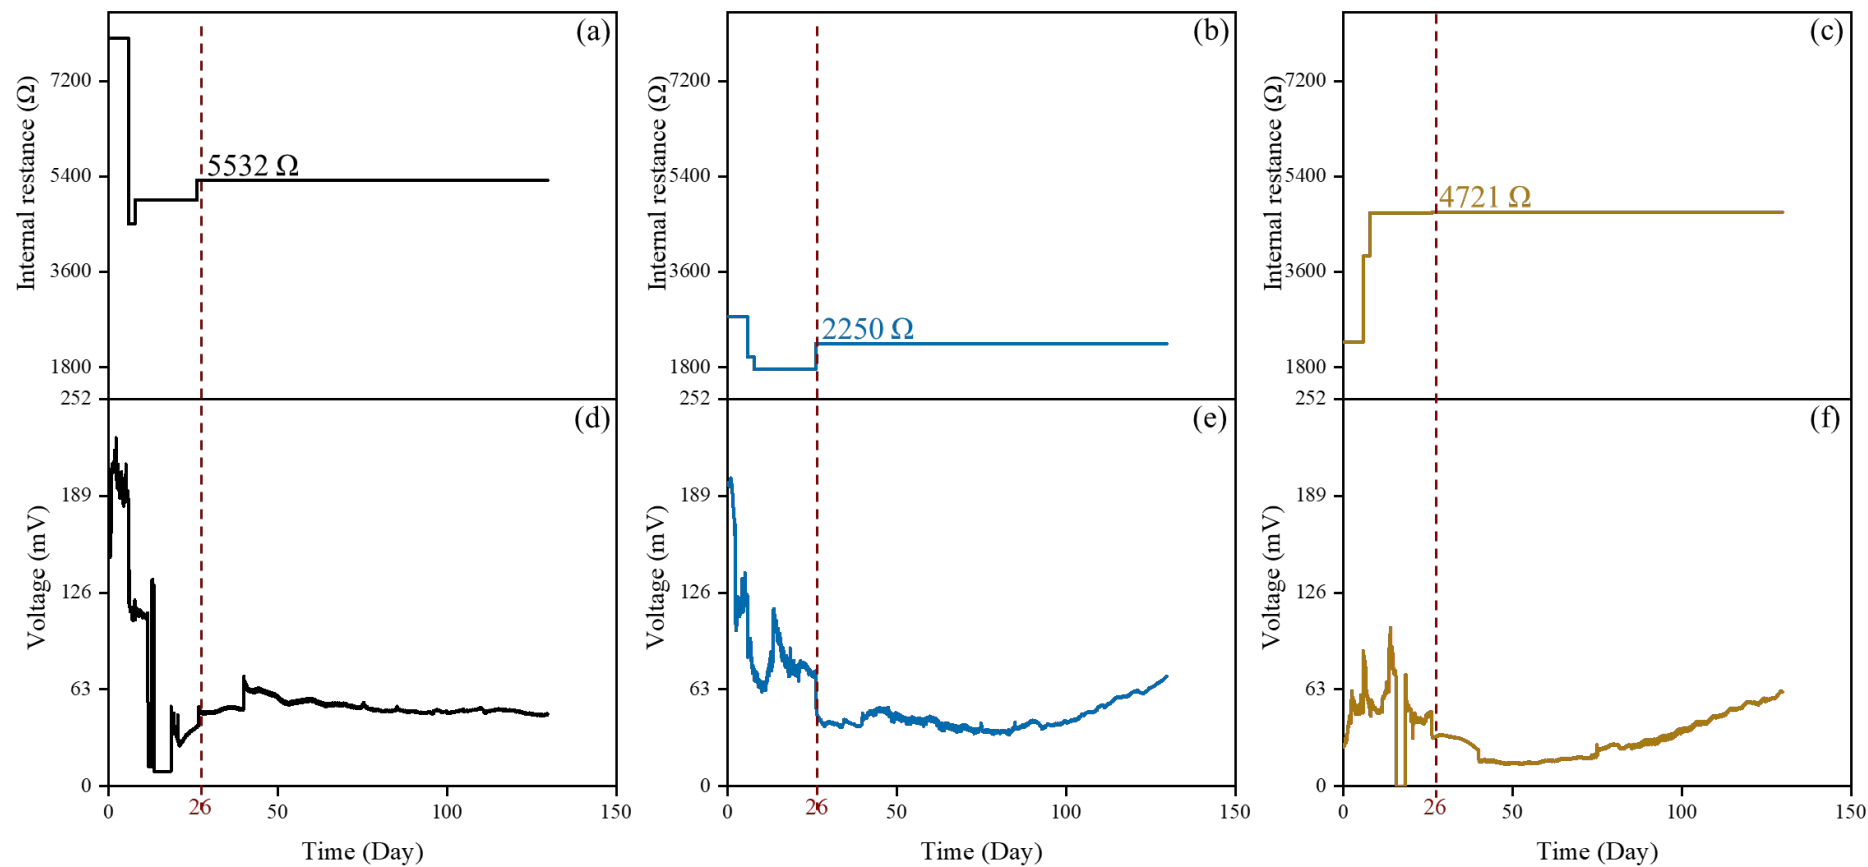 (a)
7200
5400
3600
1800
Internal restance (Ω)
5532 Ω
(b)
7200
5400
3600
1800
Internal restance (Ω)
2250 Ω
(c)
7200
5400
3600
1800
Internal restance (Ω)
4721 Ω
(d)
252
189
126
63
0
Voltage (mV)
0
26
50
100
150
Time (Day)
(e)
252
189
126
63
0
Voltage (mV)
0
26
50
100
150
Time (Day)
(f)
252
189
126
63
0
Voltage (mV)
0
26
50
100
150
Time (Day)